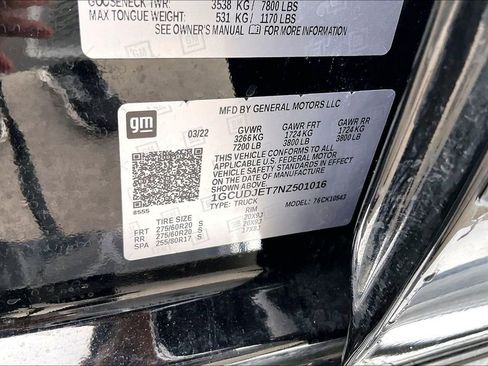 GOOSENECK TWR: 3538 KG/ 7800 LBS
MAX TONGUE WEIGHT: 531 KG/ 1170 LBS
SEE OWNER'S MANUAL FOR MORE INFORMATION
gm
MFD BY GENERAL MOTORS LLC
03/22
GVWR GAWR FRT GAWR RR
3266 KG 1724 KG 1724 KG
7200 LB 3800 LB 3800 LB
THIS VEHICLE CONFORMS TO ALL
APPLICABLE U.S. FEDERAL MOTOR
VEHICLE SAFETY STANDARDS IN
EFFECT ON THE DATE OF
MANUFACTURE SHOWN ABOVE.
1GCUDJET7NZ501016
TYPE: TRUCK 76CK10543
8555
TIRE SIZE RIM
FRT 275/60R20 S 20X9J
RR 275/60R20 S 20X9J
SPA 255/80R17 S 17X8J